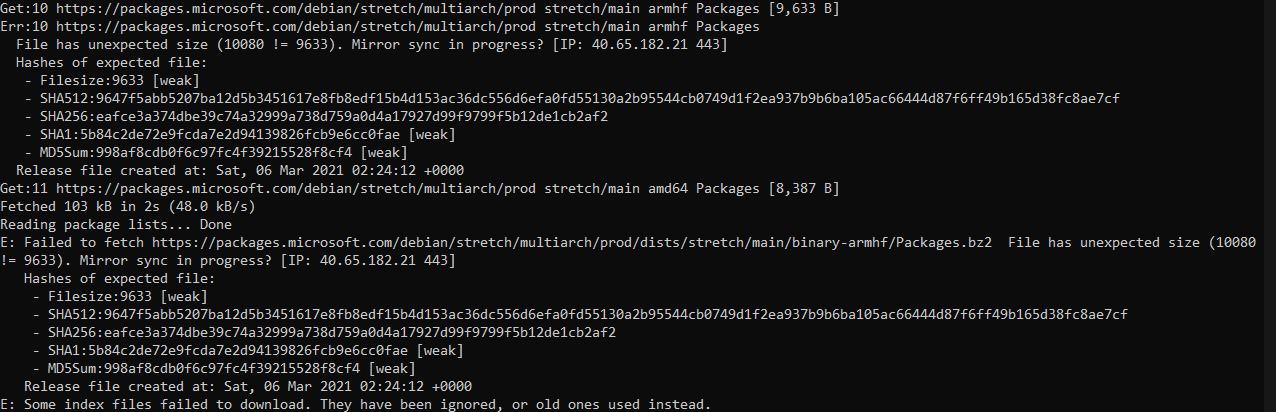 Get:10 https://packages.microsoft.com/debian/stretch/multiarch/prod stretch/main armhf Packages [9,633 B]
Err:10 https://packages.microsoft.com/debian/stretch/multiarch/prod stretch/main armhf Packages
  File has unexpected size (10080 != 9633). Mirror sync in progress? [IP: 40.65.182.21 443]
  Hashes of expected file:
   - Filesize:9633 [weak]
   - SHA512:9647f5abb5207ba12d5b3451617e8fb8edf15b4d153ac36dc556d6efa0fd55130a2b95544cb0749d1f2ea937b9b6ba105ac66444d87f6ff49b165d38fc8ae7cf
   - SHA256:eafce3a374dbe39c74a32999a738d759a0d4a17927d99f9799f5b12de1cb2af2
   - SHA1:5b84c2de72e9fcda7e2d94139826fcb9e6cc0fae [weak]
   - MD5Sum:998af8cdb0f6c97fc4f39215528f8cf4 [weak]
  Release file created at: Sat, 06 Mar 2021 02:24:12 +0000
Get:11 https://packages.microsoft.com/debian/stretch/multiarch/prod stretch/main amd64 Packages [8,387 B]
Fetched 103 kB in 2s (48.0 kB/s)
Reading package lists... Done
E: Failed to fetch https://packages.microsoft.com/debian/stretch/multiarch/prod/dists/stretch/main/binary-armhf/Packages.bz2  File has unexpected size (10080
!= 9633). Mirror sync in progress? [IP: 40.65.182.21 443]
   Hashes of expected file:
    - Filesize:9633 [weak]
    - SHA512:9647f5abb5207ba12d5b3451617e8fb8edf15b4d153ac36dc556d6efa0fd55130a2b95544cb0749d1f2ea937b9b6ba105ac66444d87f6ff49b165d38fc8ae7cf
    - SHA256:eafce3a374dbe39c74a32999a738d759a0d4a17927d99f9799f5b12de1cb2af2
    - SHA1:5b84c2de72e9fcda7e2d94139826fcb9e6cc0fae [weak]
    - MD5Sum:998af8cdb0f6c97fc4f39215528f8cf4 [weak]
   Release file created at: Sat, 06 Mar 2021 02:24:12 +0000
E: Some index files failed to download. They have been ignored, or old ones used instead.